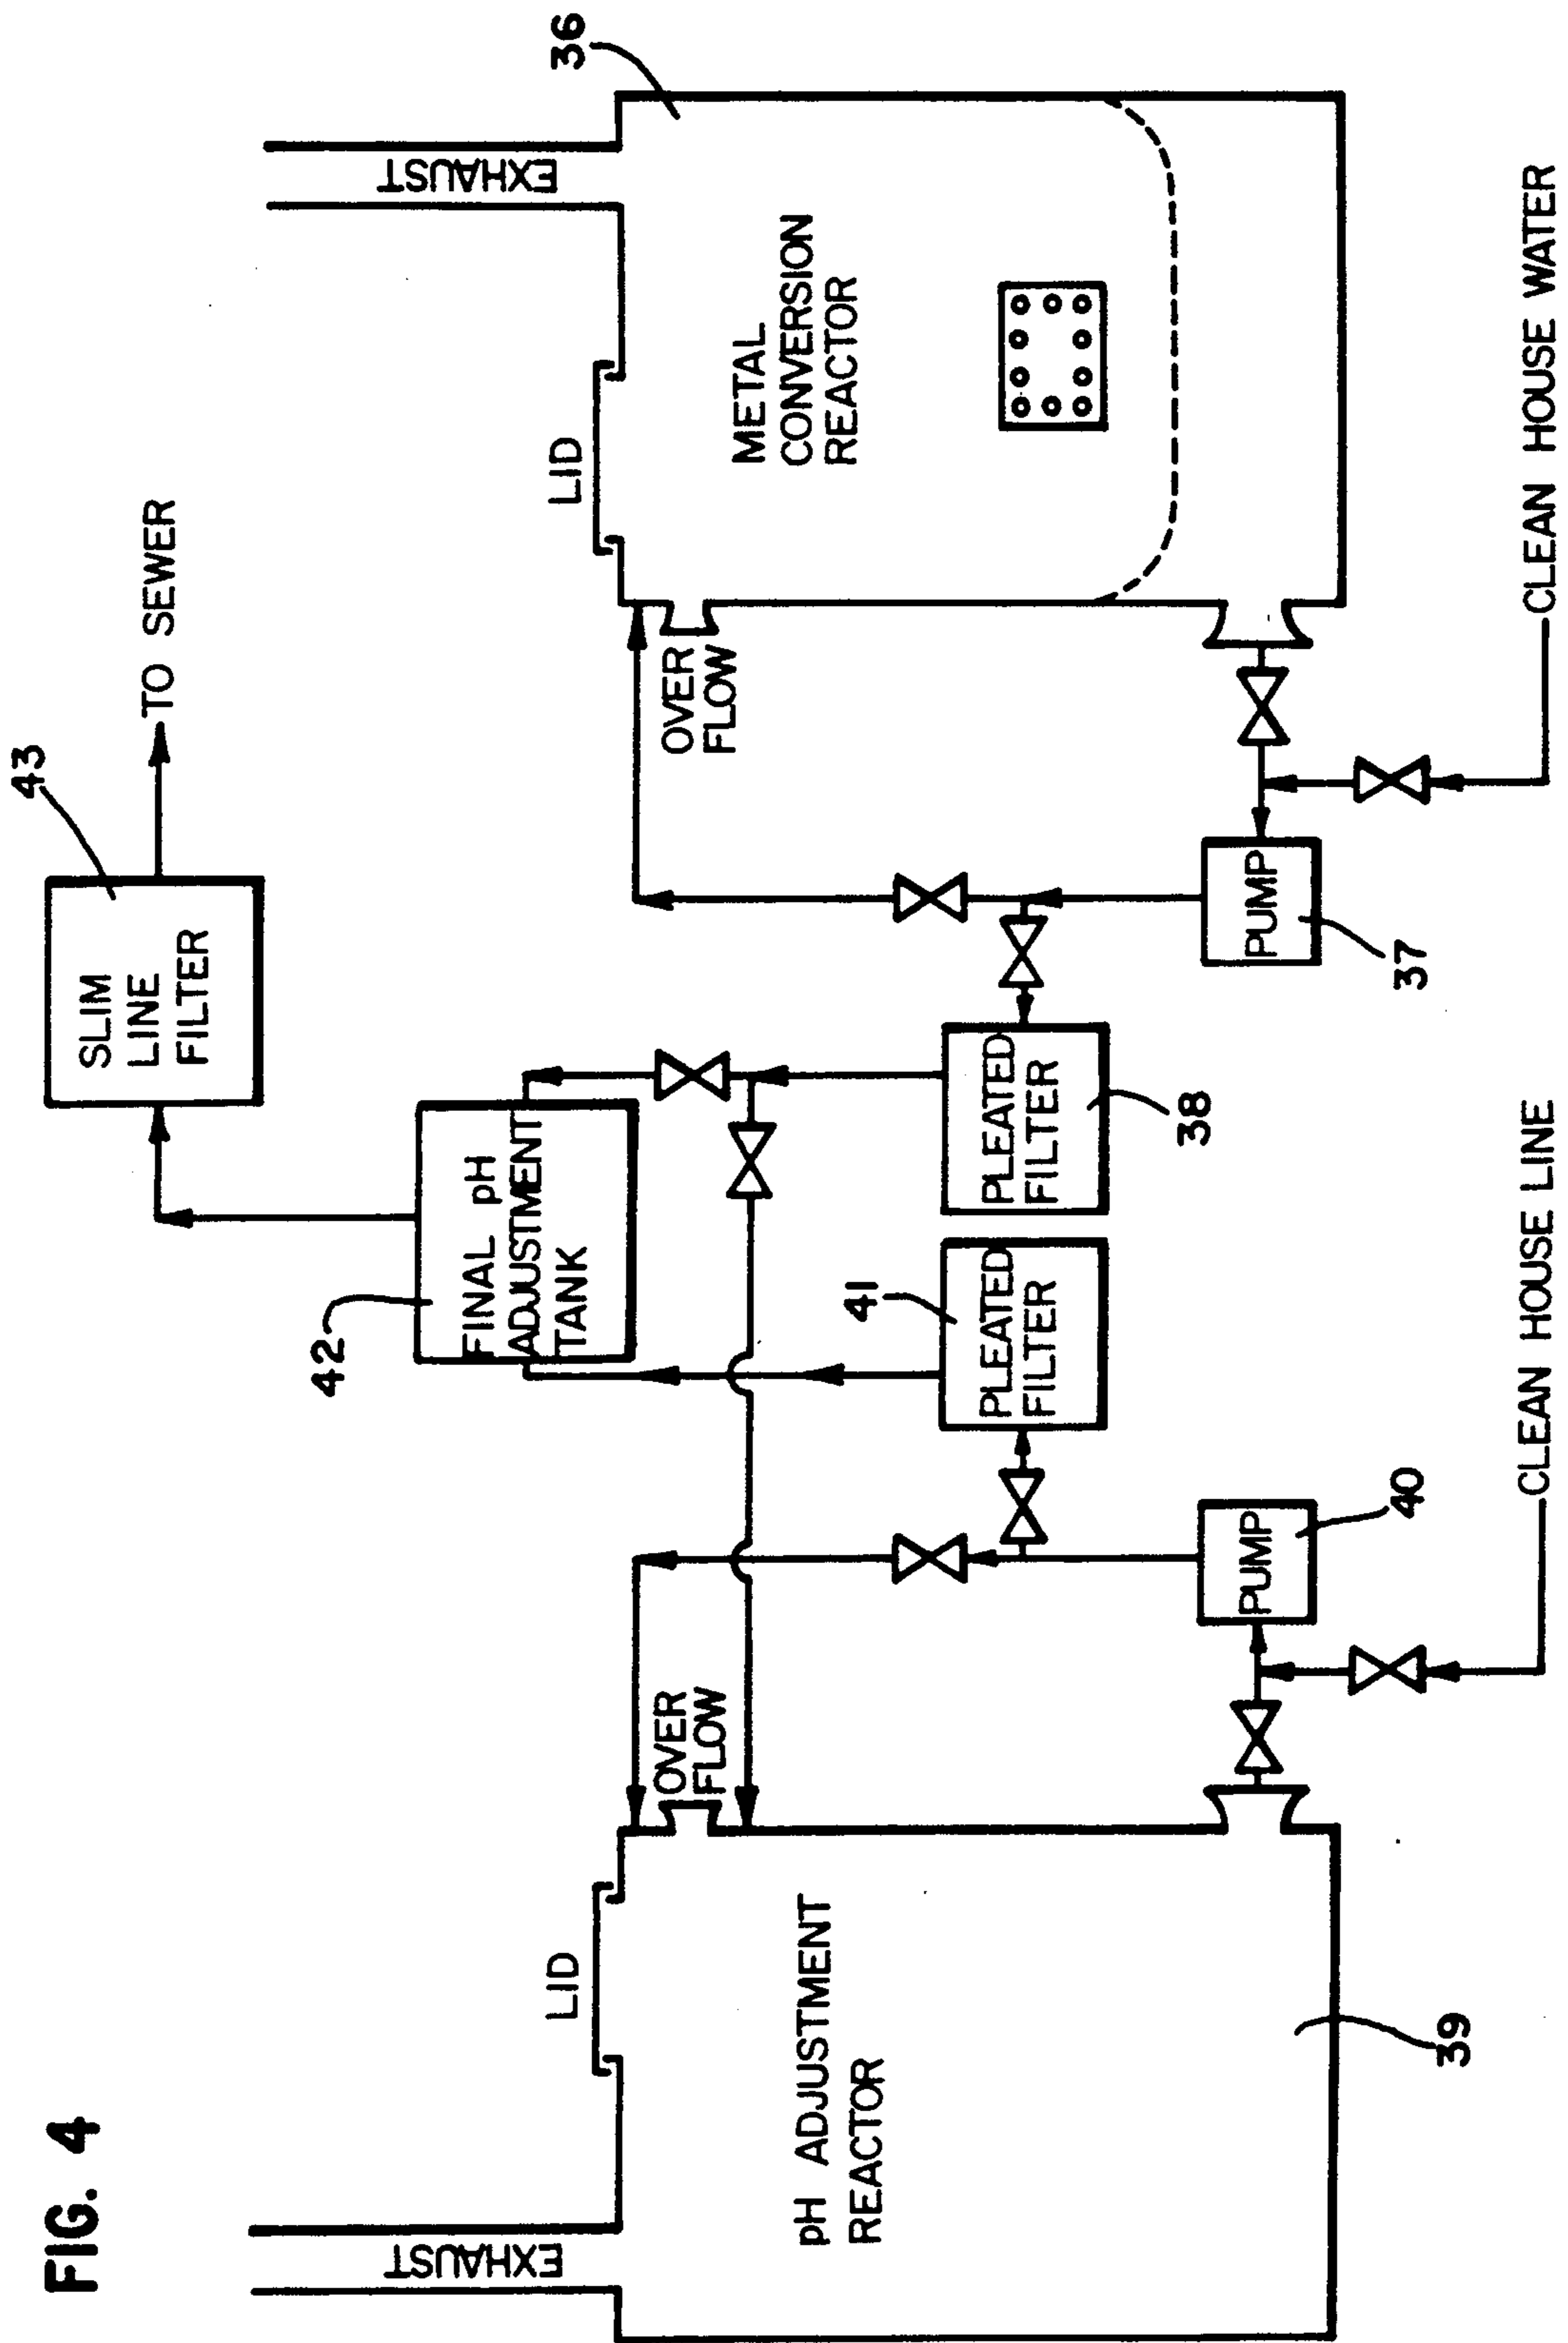 FIG. 4
43
SLIM
LINE
FILTER
TO SEWER
EXHAUST
EXHAUST
36
42
FINAL pH
ADJUSTMENT
TANK
LID
LID
OVER
FLOW
OVER
FLOW
pH ADJUSTMENT
REACTOR
METAL
CONVERSION
REACTOR
41
PLEATED
FILTER
PLEATED
FILTER
38
PUMP
40
PUMP
37
39
CLEAN HOUSE LINE
CLEAN HOUSE WATER